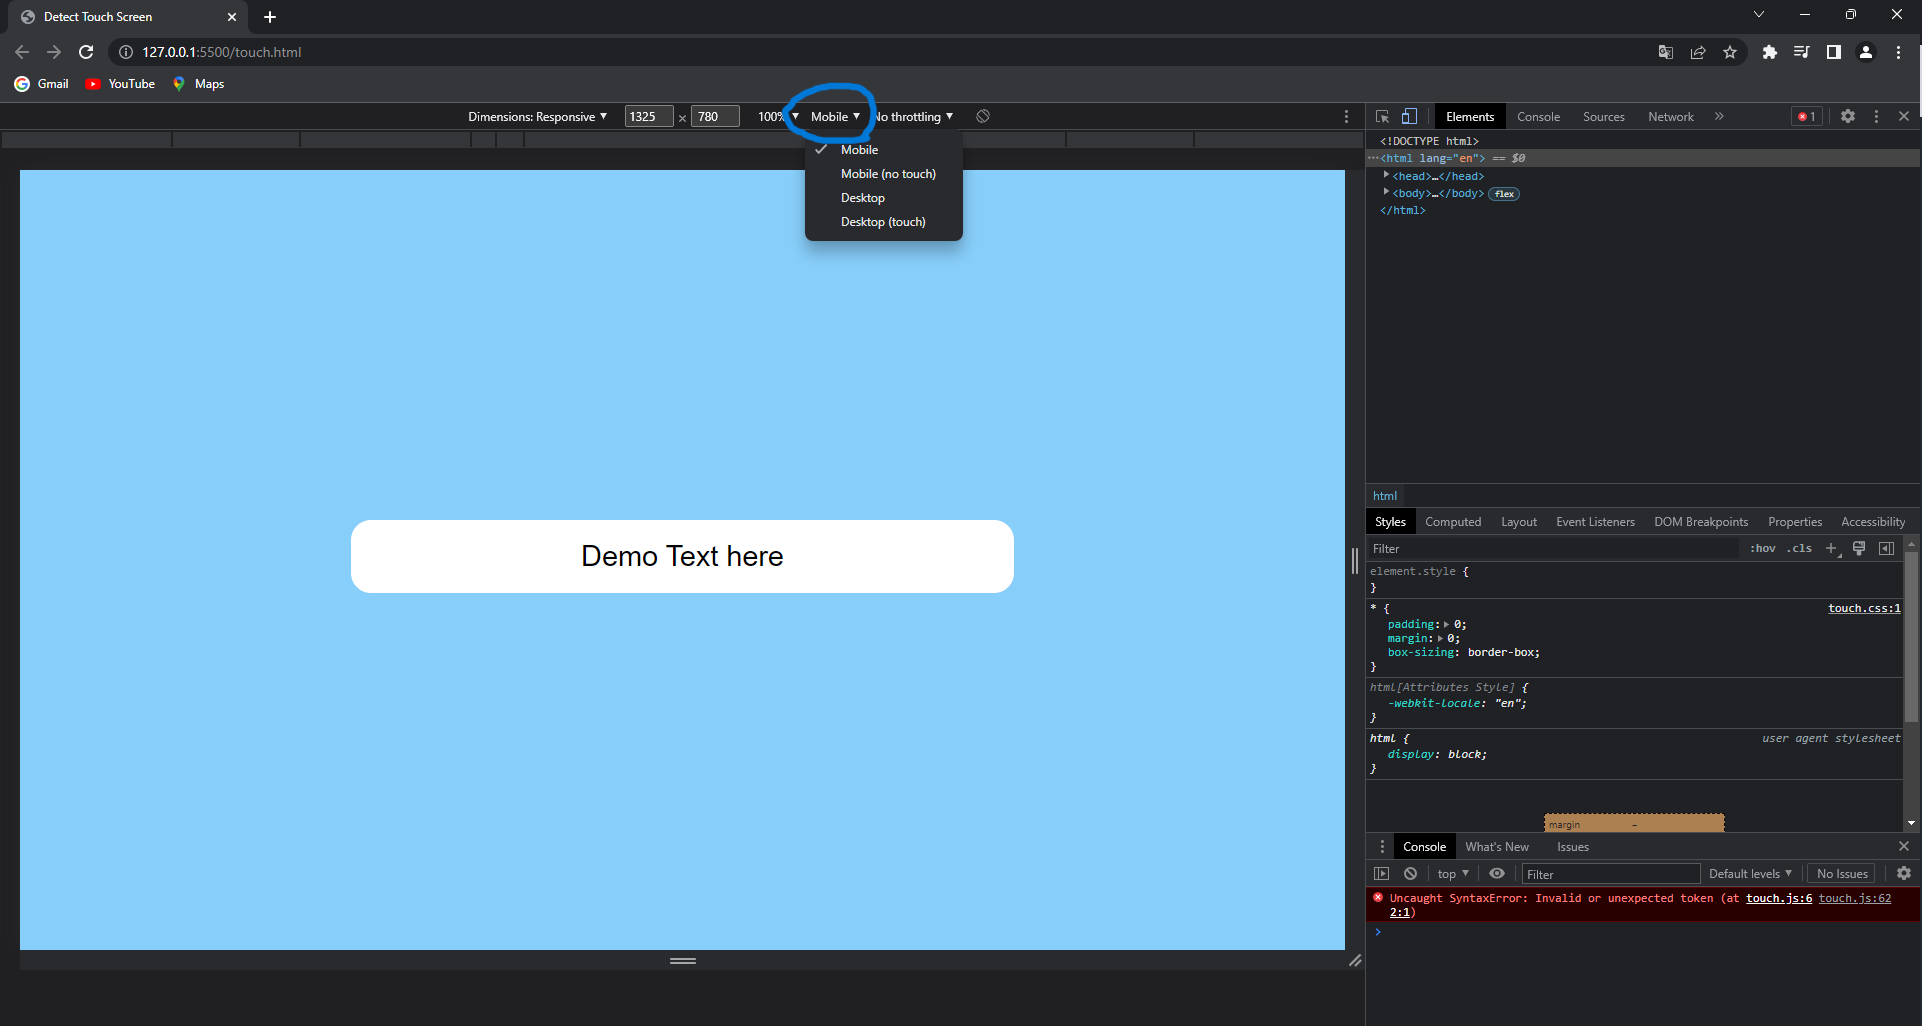 Detect Touch Screen
127.0.0.1:5500/touch.html
Gmail YouTube Maps
Dimensions: Responsive 1325 × 780 100% Mobile No throttling
Mobile
Mobile (no touch)
Desktop
Desktop (touch)
Demo Text here
Elements Console Sources Network » 1
<!DOCTYPE html>
···<html lang="en"> == $0
<head>…</head>
<body>…</body> flex
</html>
html
Styles Computed Layout Event Listeners DOM Breakpoints Properties Accessibility
Filter :hov .cls +
element.style {
}
* { touch.css:1
padding: 0;
margin: 0;
box-sizing: border-box;
}
html[Attributes Style] {
-webkit-locale: "en";
}
html { user agent stylesheet
display: block;
}
margin –
Console What's New Issues
top Filter Default levels No Issues
Uncaught SyntaxError: Invalid or unexpected token (at touch.js:6 touch.js:62
2:1)